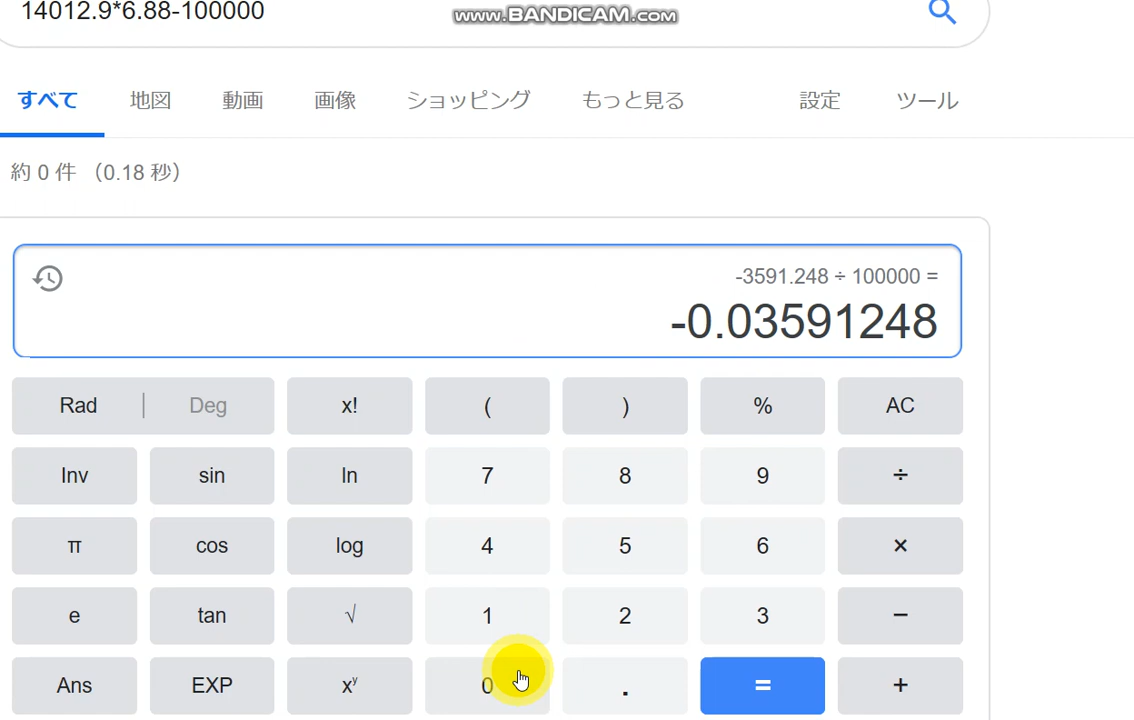 14012.9*6.88-100000
www.BANDICAM.com
すべて 地図 動画 画像 ショッピング もっと見る 設定 ツール
約 0 件 （0.18 秒）
-3591.248 ÷ 100000 =
-0.03591248
Rad Deg x! ( ) % AC
Inv sin ln 7 8 9 ÷
π cos log 4 5 6 ×
e tan √ 1 2 3 −
Ans EXP xʸ 0 . = +